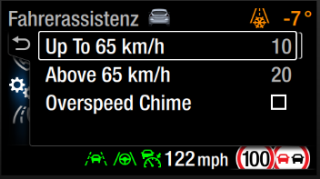 Fahrerassistenz -7°
Up To 65 km/h 10
Above 65 km/h 20
Overspeed Chime
122 mph 100